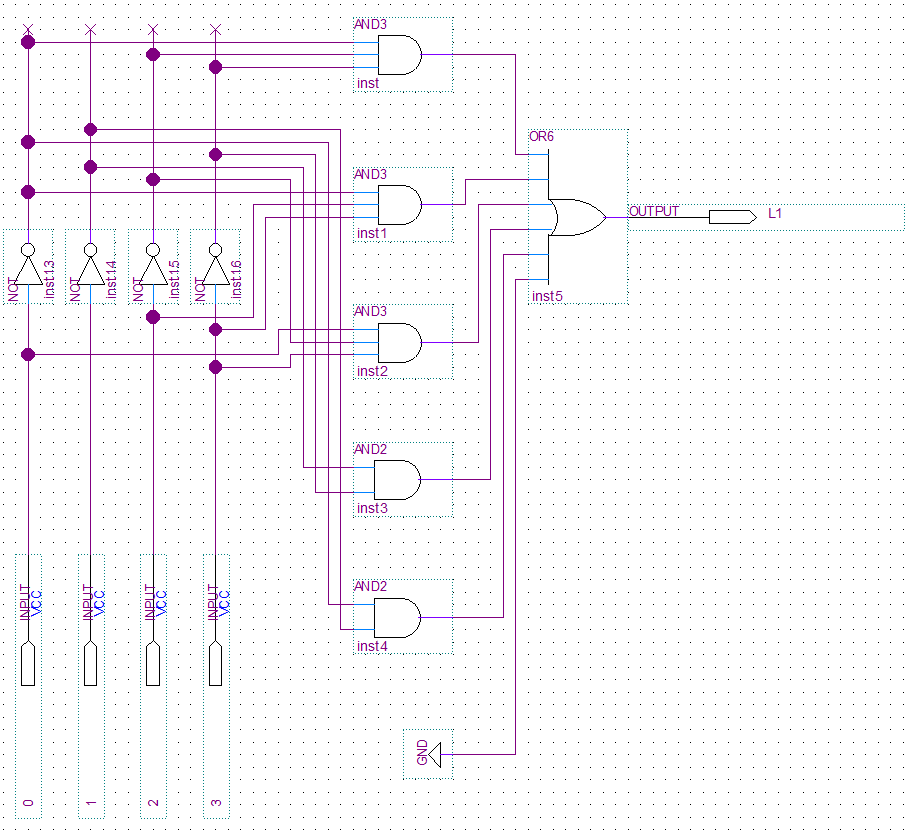 AND3
inst
OR6
AND3
inst1
OUTPUT
L1
NOT
inst13
NOT
inst14
NOT
inst15
NOT
inst16
inst5
AND3
inst2
AND2
inst3
AND2
inst4
INPUT
VCC
INPUT
VCC
INPUT
VCC
INPUT
VCC
GND
0
1
2
3